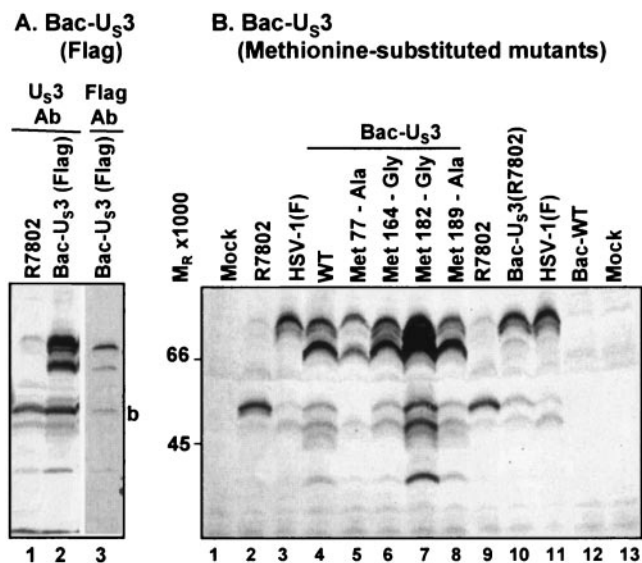 A. Bac-US3
(Flag)
US3
Ab
Flag
Ab
R7802
Bac-US3 (Flag)
Bac-US3 (Flag)
b
1 2 3
B. Bac-US3
(Methionine-substituted mutants)
Bac-US3
MR x1000
Mock
R7802
HSV-1(F)
WT
Met 77 - Ala
Met 164 - Gly
Met 182 - Gly
Met 189 - Ala
R7802
Bac-US3(R7802)
HSV-1(F)
Bac-WT
Mock
66
45
1 2 3 4 5 6 7 8 9 10 11 12 13